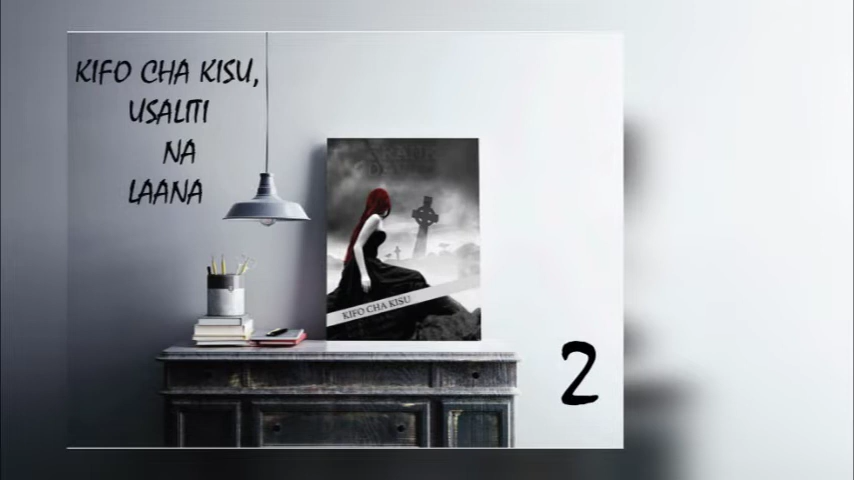 KIFO CHA KISU,
USALITI
NA
LAANA
KIFO CHA KISU
2